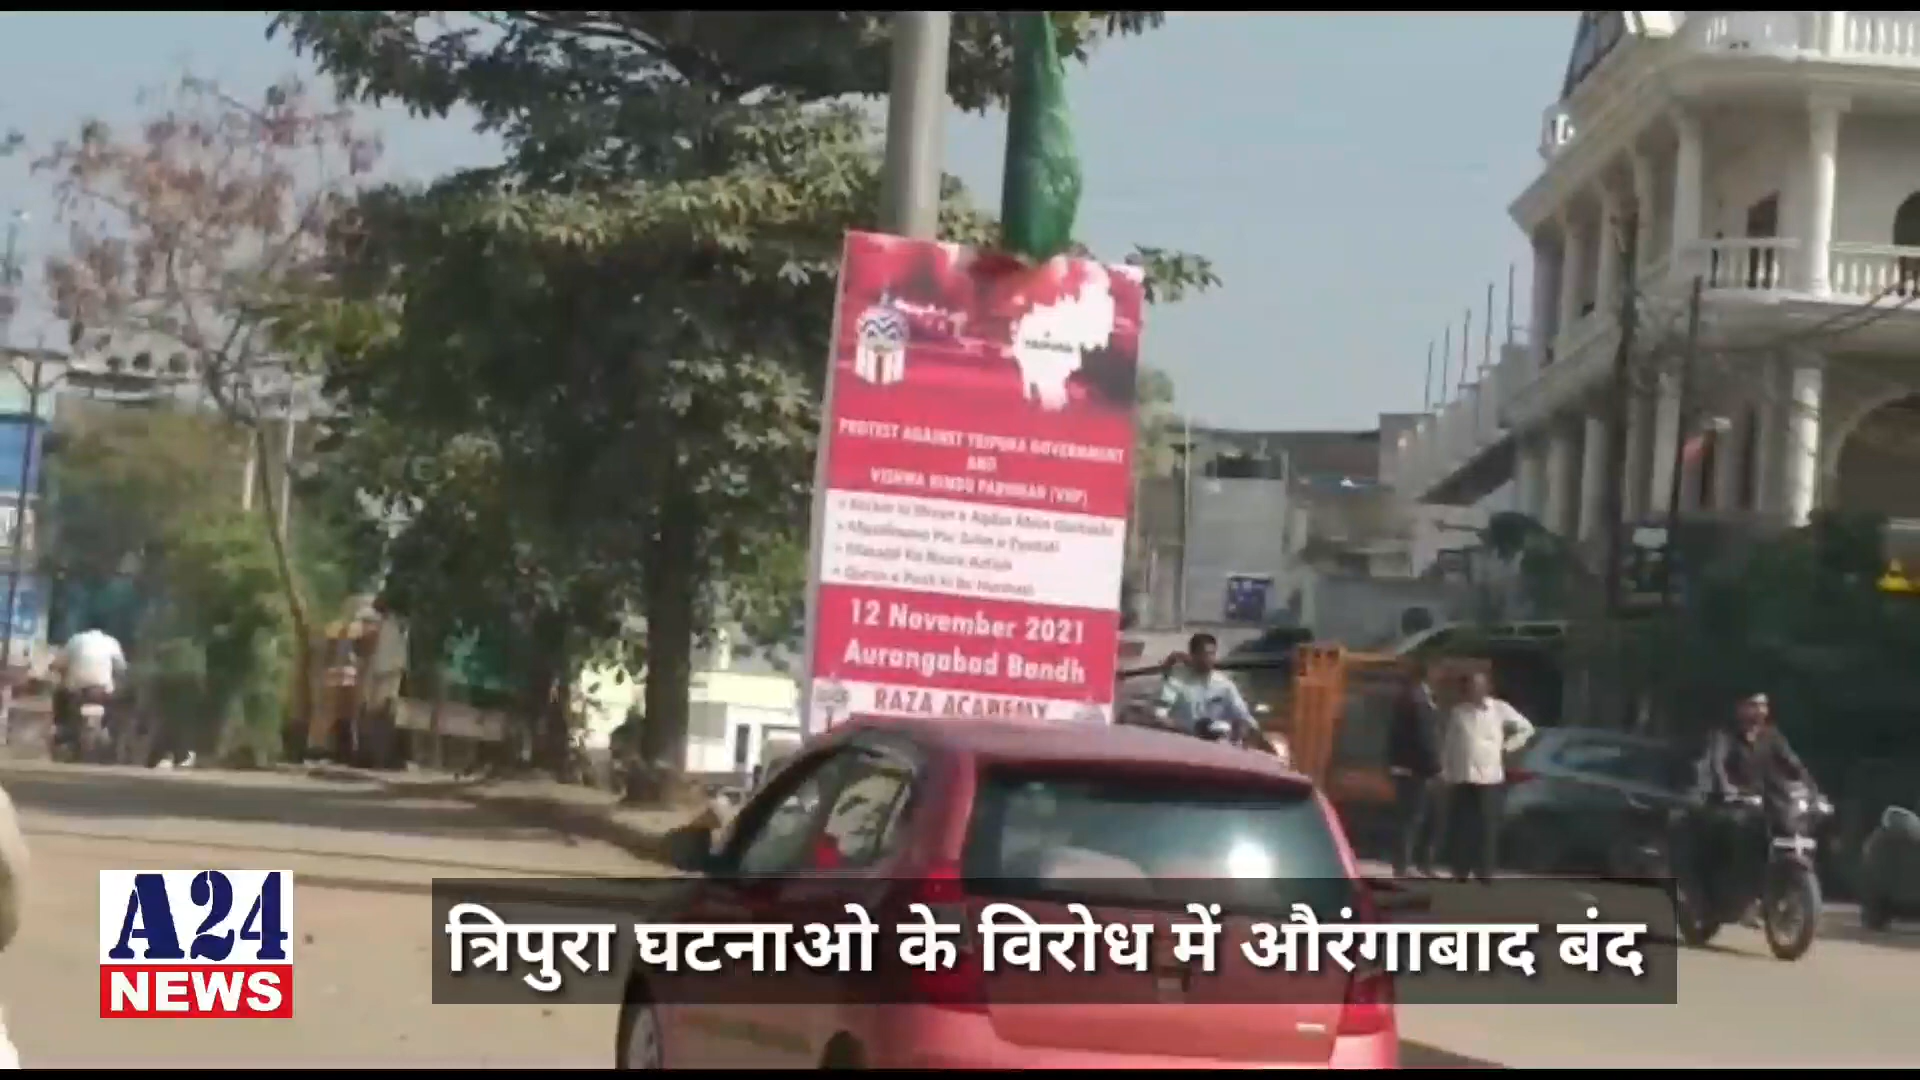 TRIPURA
PROTEST AGAINST TRIPURA GOVERNMENT
AND
VISHWA HINDU PARISHAD (VHP)
12 November 2021
Aurangabad Bandh
RAZA ACADEMY
A24
NEWS
त्रिपुरा घटनाओ के विरोध में औरंगाबाद बंद